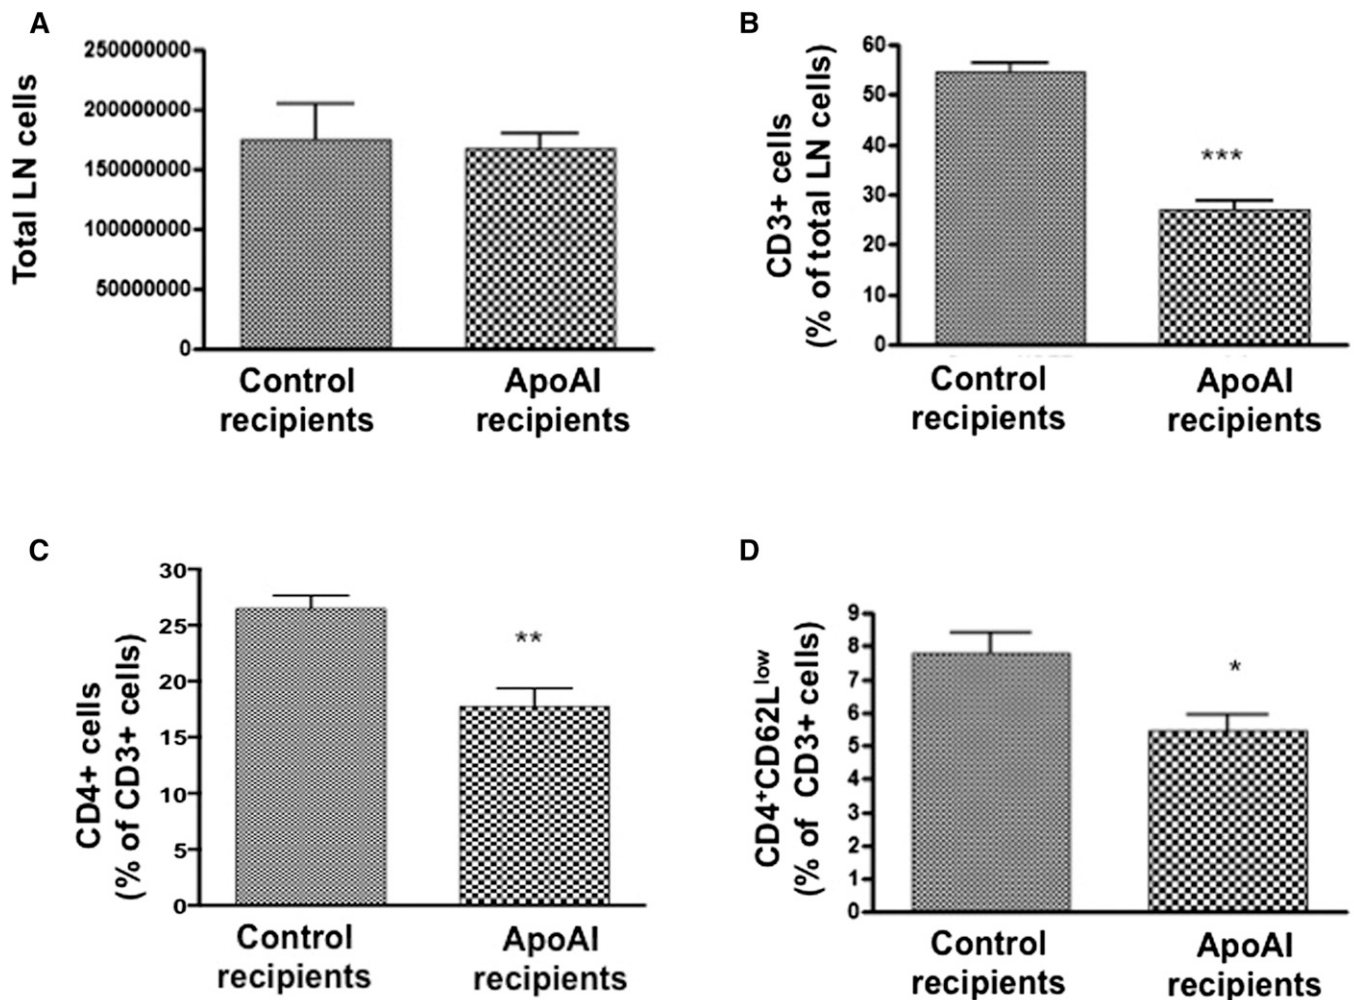 A
Total LN cells
250000000
200000000
150000000
100000000
50000000
0
Control
recipients
ApoAI
recipients
B
CD3+ cells
(% of total LN cells)
60
50
40
30
20
10
0
***
Control
recipients
ApoAI
recipients
C
CD4+ cells
(% of CD3+ cells)
30
25
20
15
10
5
0
**
Control
recipients
ApoAI
recipients
D
CD4⁺CD62Lˡᵒʷ
(% of CD3+ cells)
9
8
7
6
5
4
3
2
1
0
*
Control
recipients
ApoAI
recipients